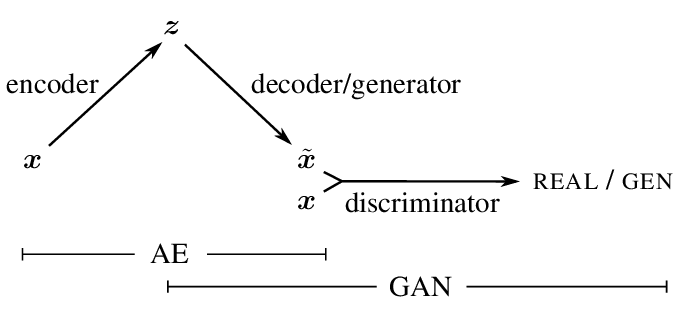 z
encoder
decoder/generator
x
x̃
x
REAL / GEN
discriminator
AE
GAN